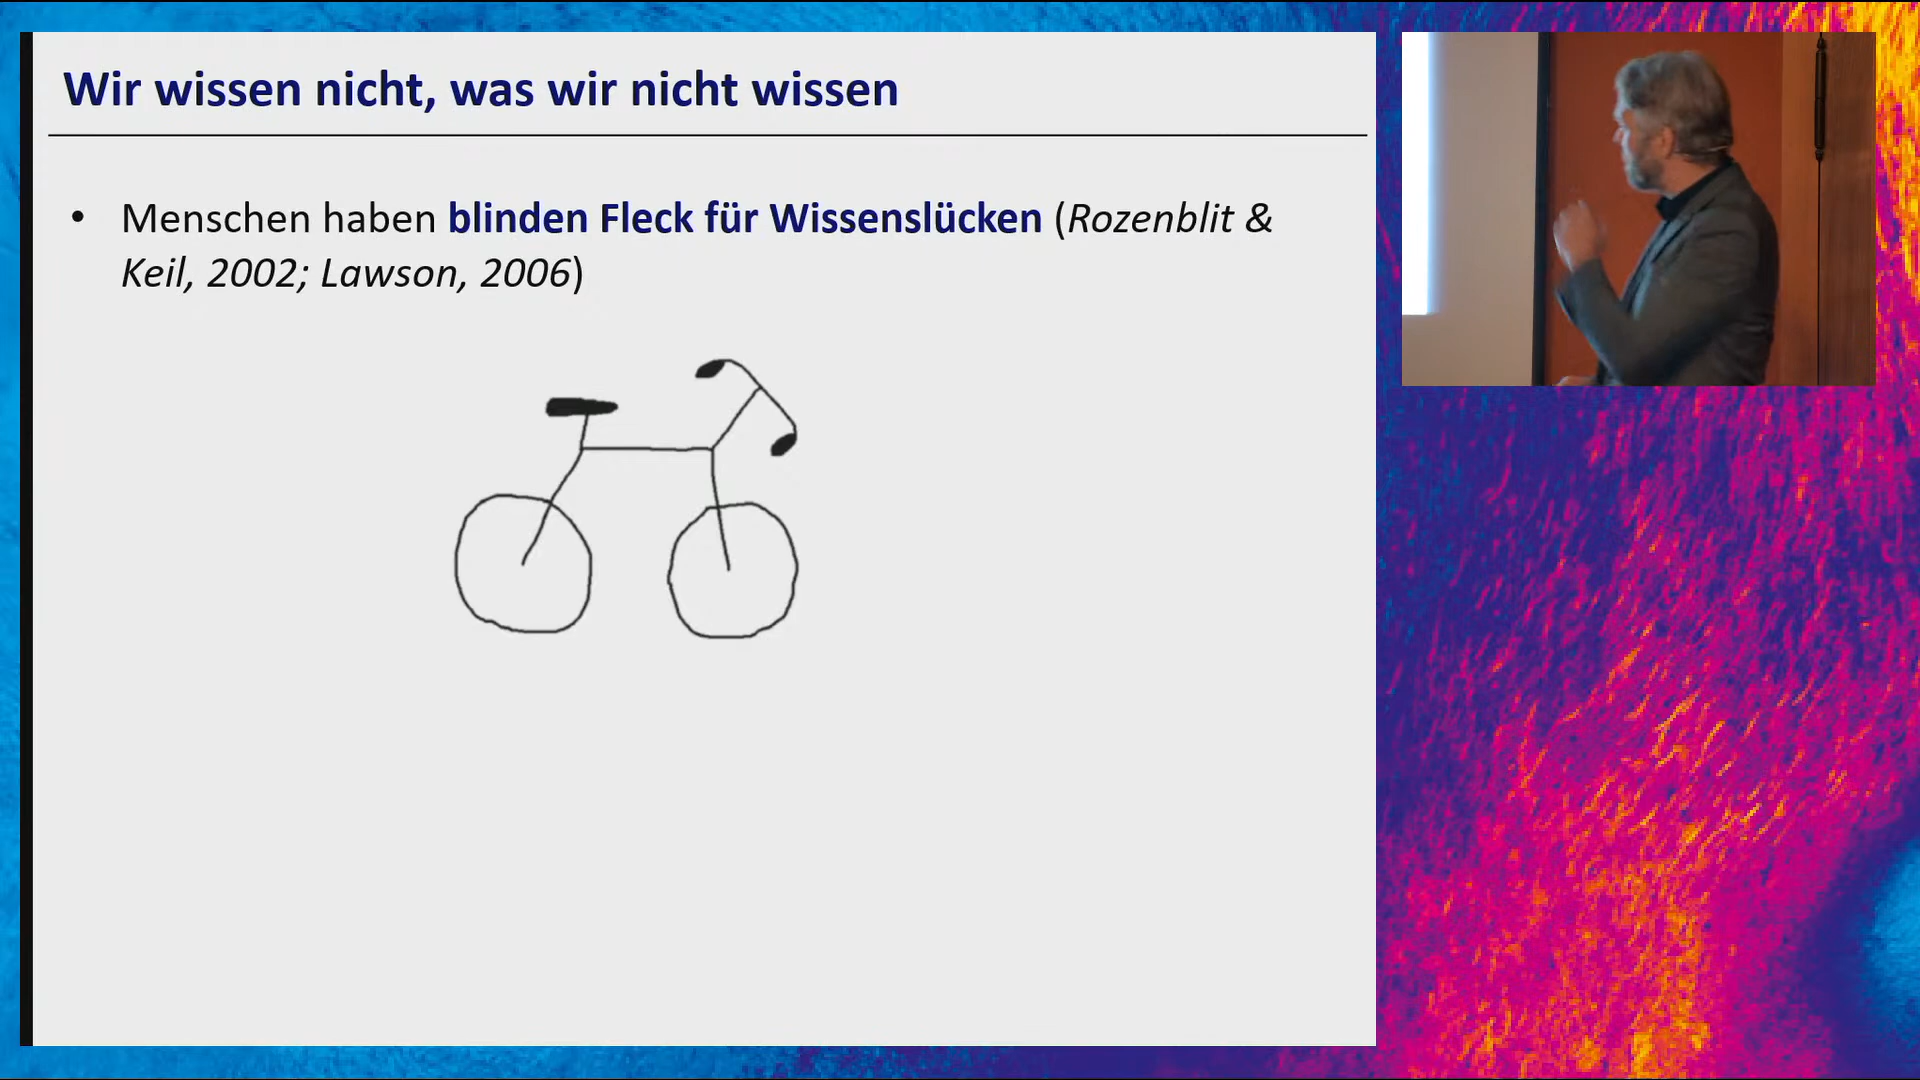 Wir wissen nicht, was wir nicht wissen
• Menschen haben blinden Fleck für Wissenslücken (Rozenblit &
Keil, 2002; Lawson, 2006)